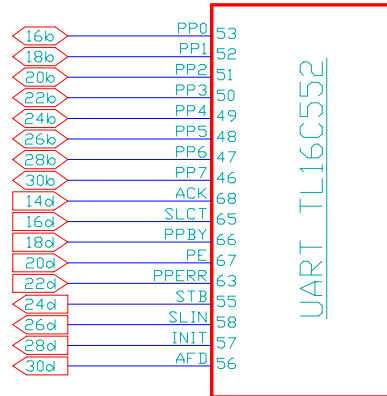 16b PP0 53
18b PP1 52
20b PP2 51
22b PP3 50
24b PP4 49
26b PP5 48
28b PP6 47
30b PP7 46
14d ACK 68
16d SLCT 65
18d PPBY 66
20d PE 67
22d PPERR 63
24d STB 55
26d SLIN 58
28d INIT 57
30d AFD 56
UART TL16C552